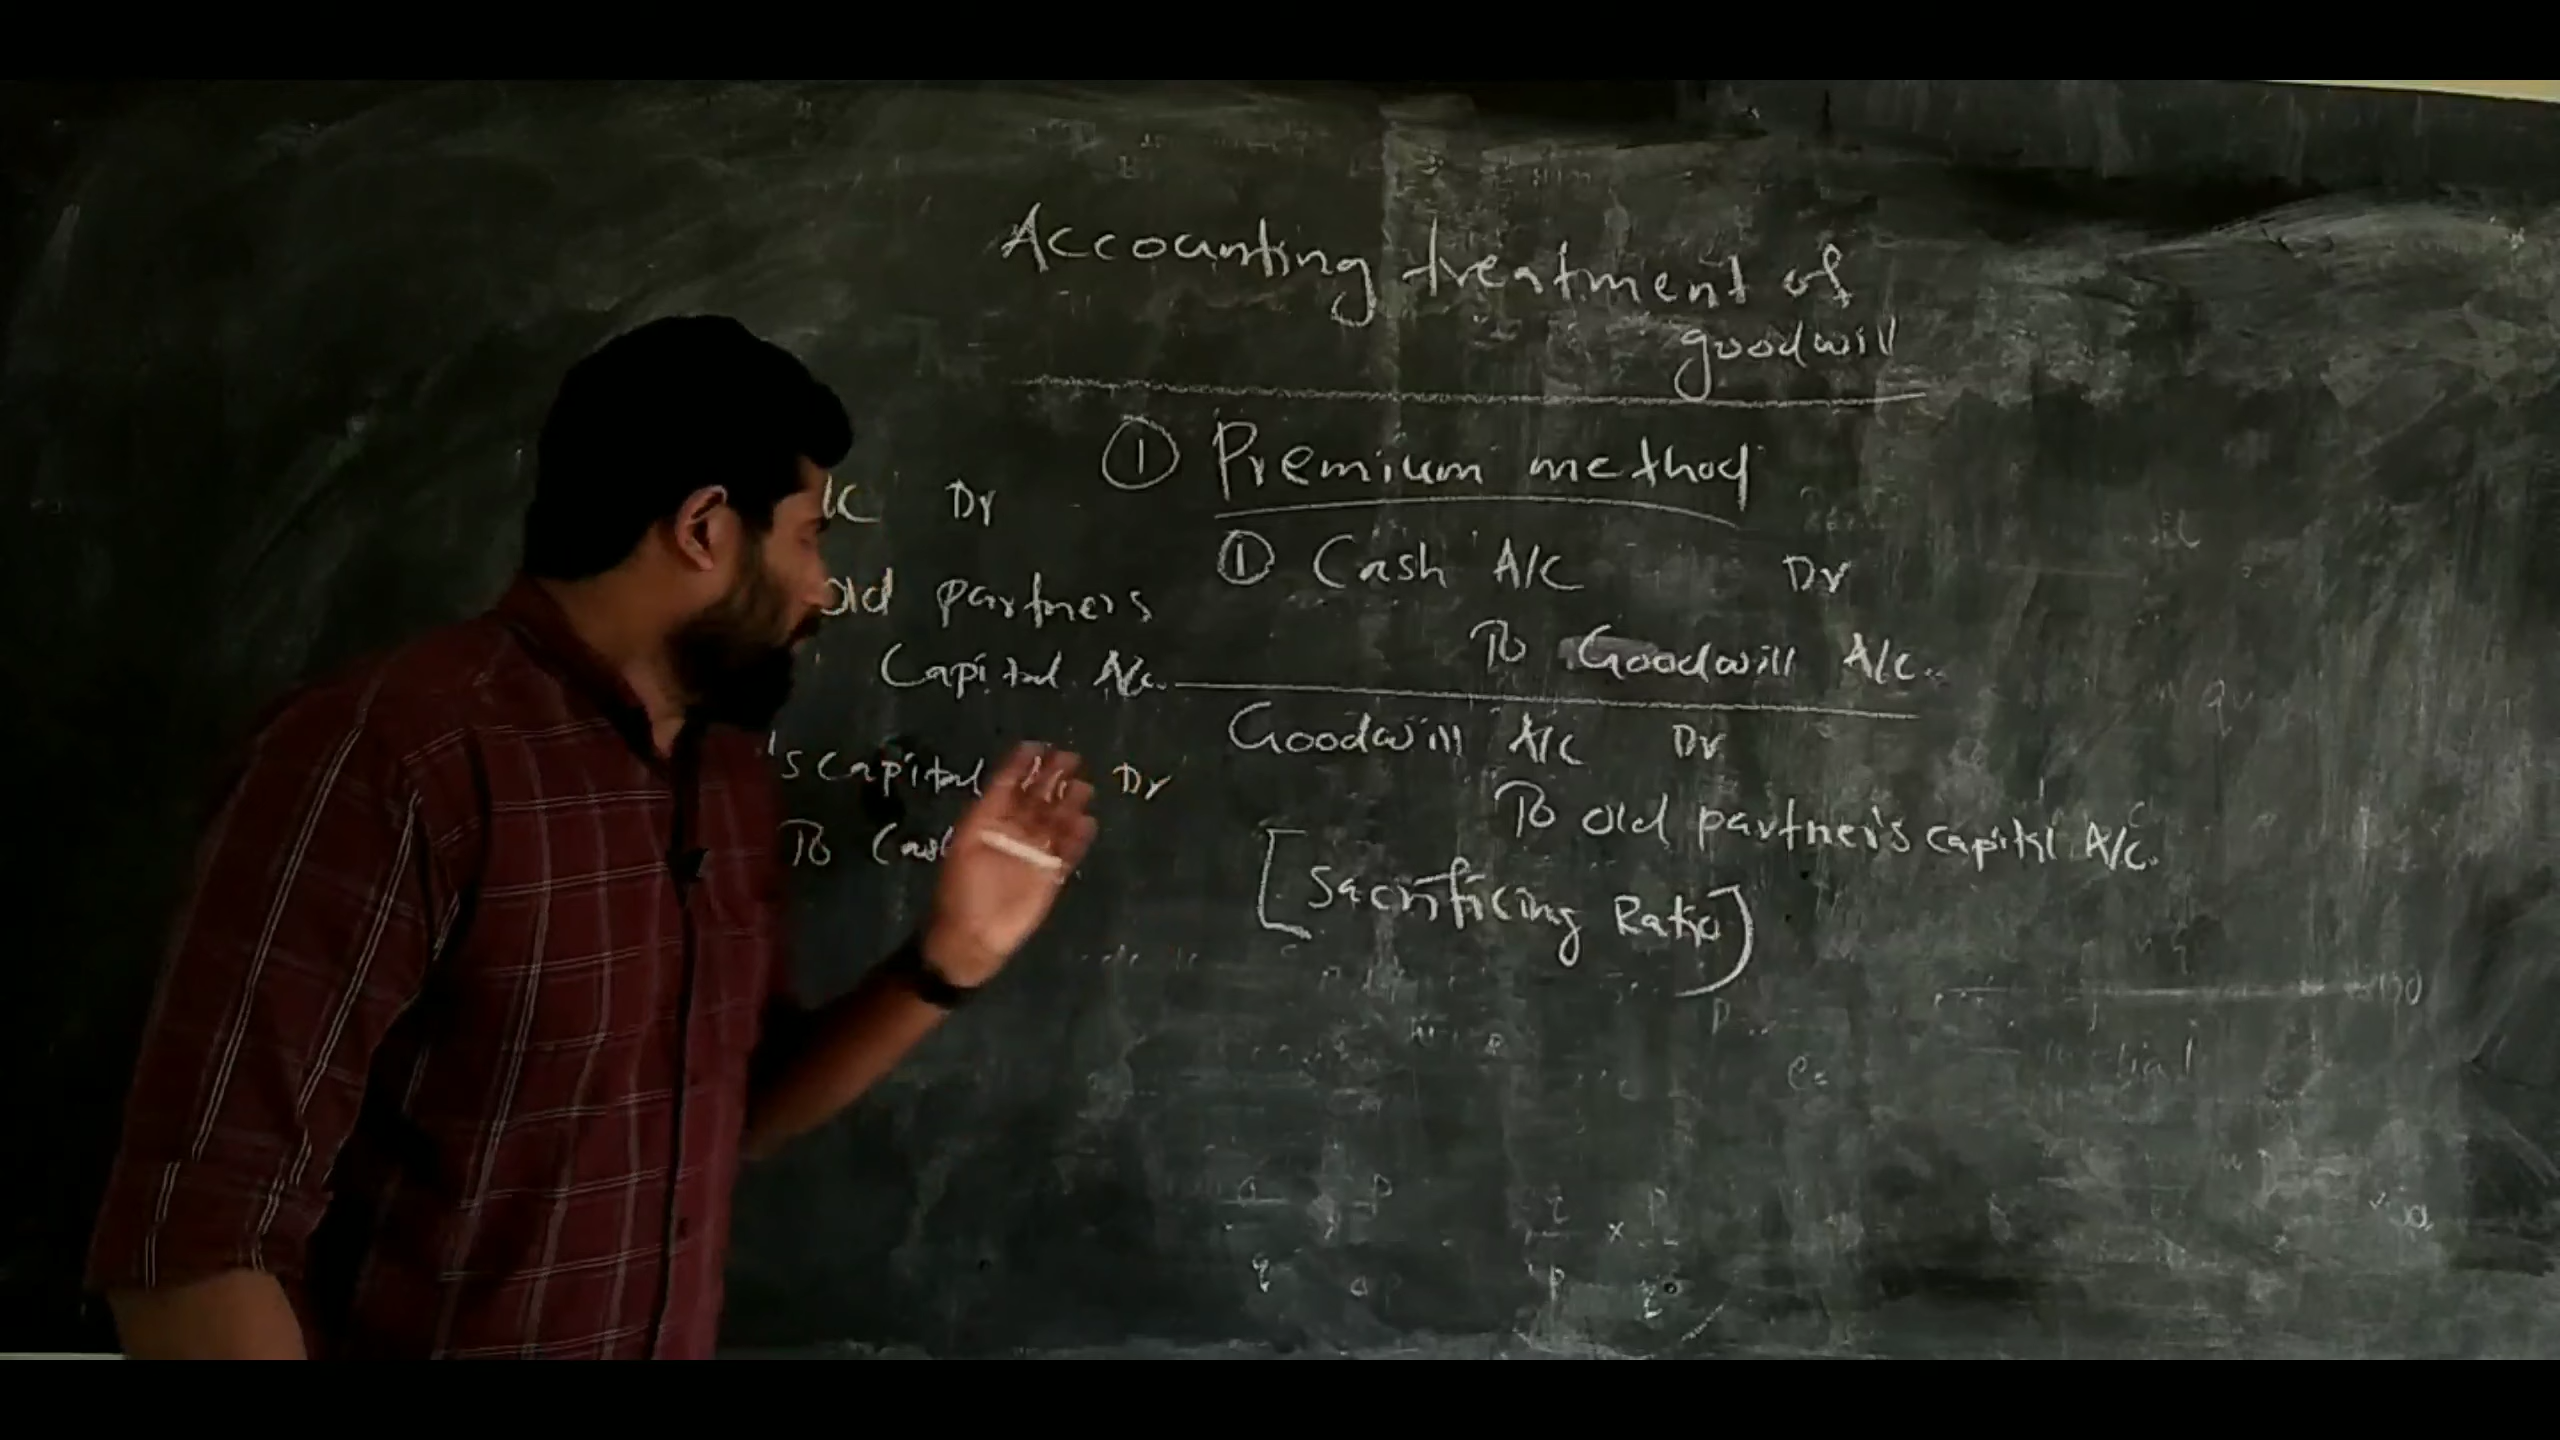 Accounting treatment of
goodwill
① Premium method
① Cash A/C Dr
To Goodwill A/C.
Goodwill A/C Dr
To old partner's capital A/C.
[Sacrificing Ratio)
Dr
old partners
Capital A/c.
's capital Dr
To Cash